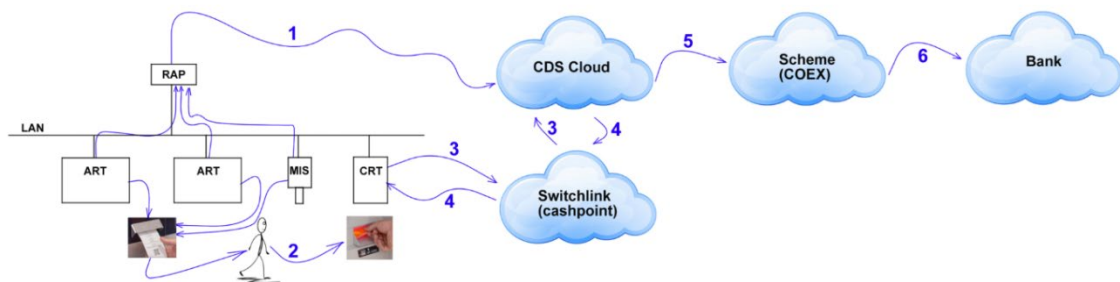 1
5
6
CDS Cloud
Scheme
(COEX)
Bank
RAP
LAN
3
4
ART
ART
MIS
CRT
3
4
Switchlink
(cashpoint)
2